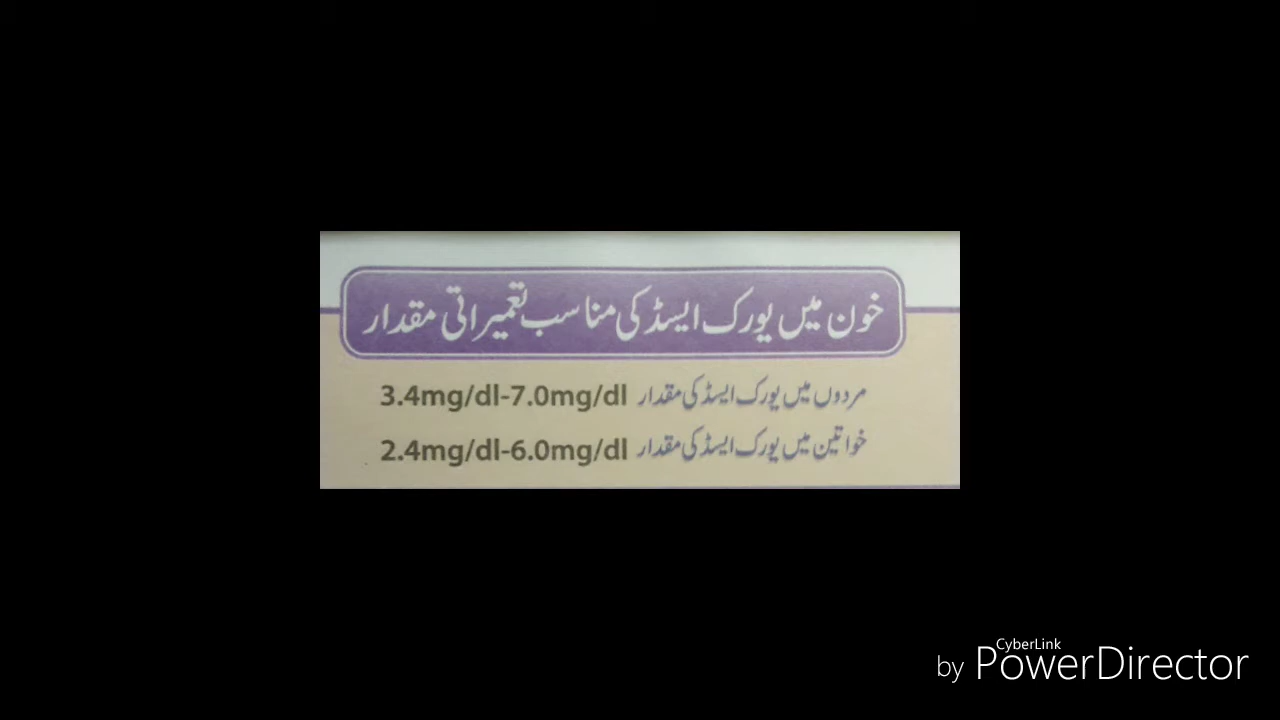 خون میں یورک ایسڈ کی مناسب تعمیراتی مقدار
مردوں میں یورک ایسڈ کی مقدار 3.4mg/dl-7.0mg/dl
خواتین میں یورک ایسڈ کی مقدار 2.4mg/dl-6.0mg/dl
CyberLink
by PowerDirector